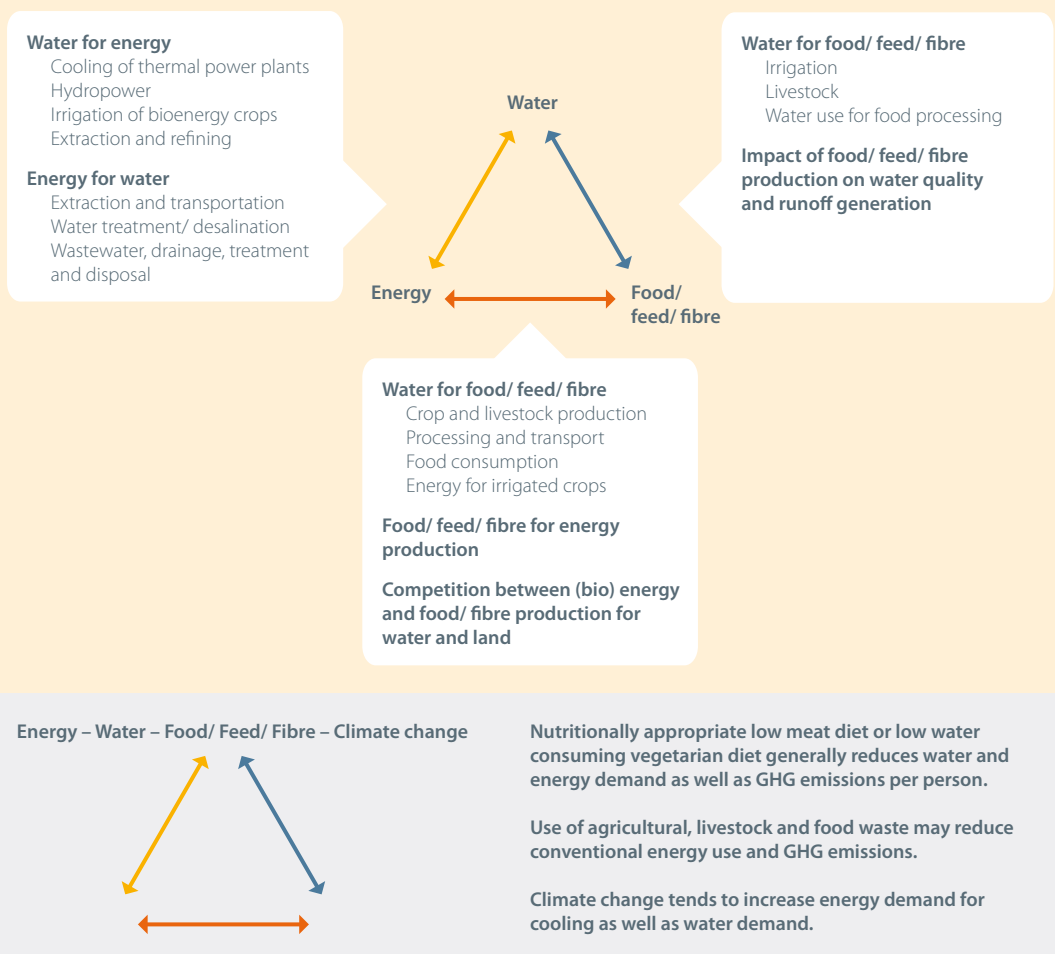 Water for energy
Cooling of thermal power plants
Hydropower
Irrigation of bioenergy crops
Extraction and refining
Energy for water
Extraction and transportation
Water treatment/ desalination
Wastewater, drainage, treatment
and disposal
Water
Energy
Food/
feed/ fibre
Water for food/ feed/ fibre
Irrigation
Livestock
Water use for food processing
Impact of food/ feed/ fibre
production on water quality
and runoff generation
Water for food/ feed/ fibre
Crop and livestock production
Processing and transport
Food consumption
Energy for irrigated crops
Food/ feed/ fibre for energy
production
Competition between (bio) energy
and food/ fibre production for
water and land
Energy – Water – Food/ Feed/ Fibre – Climate change
Nutritionally appropriate low meat diet or low water
consuming vegetarian diet generally reduces water and
energy demand as well as GHG emissions per person.
Use of agricultural, livestock and food waste may reduce
conventional energy use and GHG emissions.
Climate change tends to increase energy demand for
cooling as well as water demand.